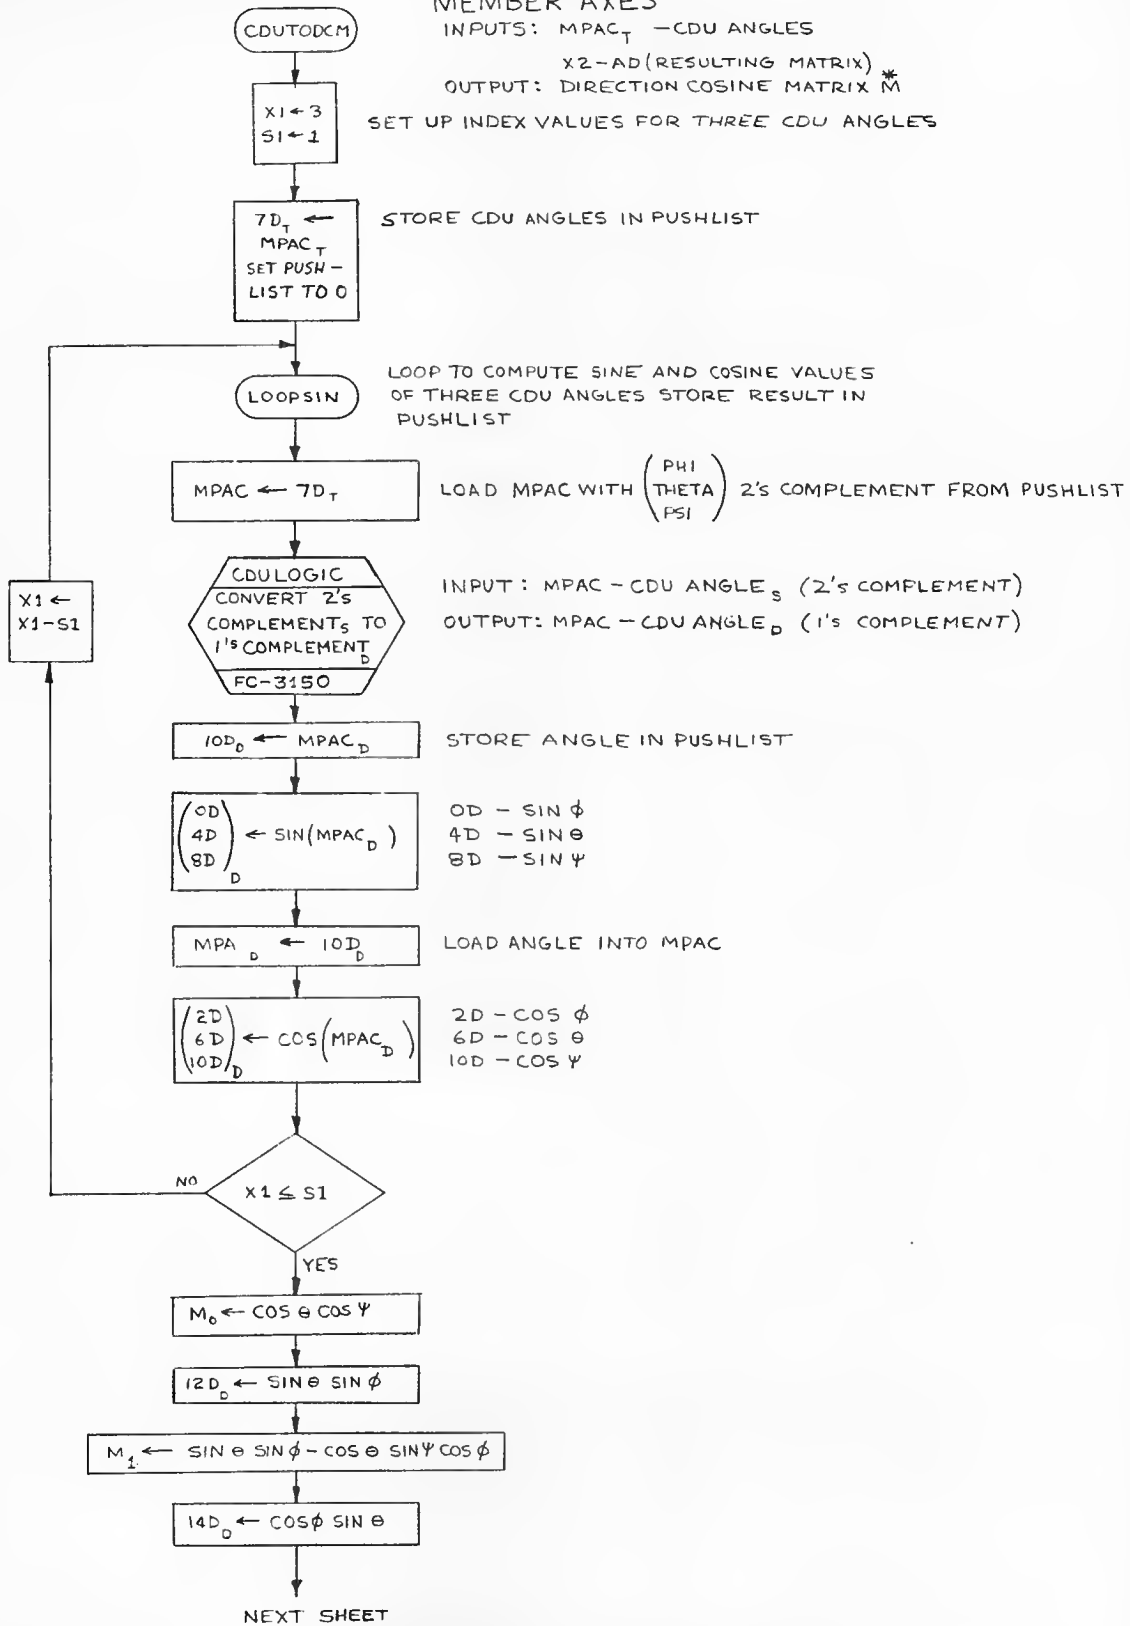 MEMBER AXES
CDUTODCM
INPUTS: MPAC_T — CDU ANGLES
X2-AD (RESULTING MATRIX)
OUTPUT: DIRECTION COSINE MATRIX M*
X1 ← 3
S1 ← 1
SET UP INDEX VALUES FOR THREE CDU ANGLES
7D_T ←
MPAC_T
SET PUSH-
LIST TO 0
STORE CDU ANGLES IN PUSHLIST
LOOPSIN
LOOP TO COMPUTE SINE AND COSINE VALUES
OF THREE CDU ANGLES STORE RESULT IN
PUSHLIST
MPAC ← 7D_T
LOAD MPAC WITH (PHI THETA PSI) 2's COMPLEMENT FROM PUSHLIST
CDULOGIC
CONVERT 2's
COMPLEMENT_S TO
1's COMPLEMENT_D
FC-3150
INPUT: MPAC - CDU ANGLE_S (2's COMPLEMENT)
OUTPUT: MPAC - CDU ANGLE_D (1's COMPLEMENT)
X1 ←
X1-S1
10D_D ← MPAC_D
STORE ANGLE IN PUSHLIST
(0D 4D 8D)_D ← SIN(MPAC_D)
0D - SIN ϕ
4D - SIN θ
8D - SIN Ψ
MPA_D ← 10D_D
LOAD ANGLE INTO MPAC
(2D 6D 10D)_D ← COS(MPAC_D)
2D - COS ϕ
6D - COS θ
10D - COS Ψ
X1 ≤ S1
NO
YES
M_0 ← COS θ COS Ψ
12D_D ← SIN θ SIN ϕ
M_1 ← SIN θ SIN ϕ - COS θ SIN Ψ COS ϕ
14D_D ← COS ϕ SIN θ
NEXT SHEET